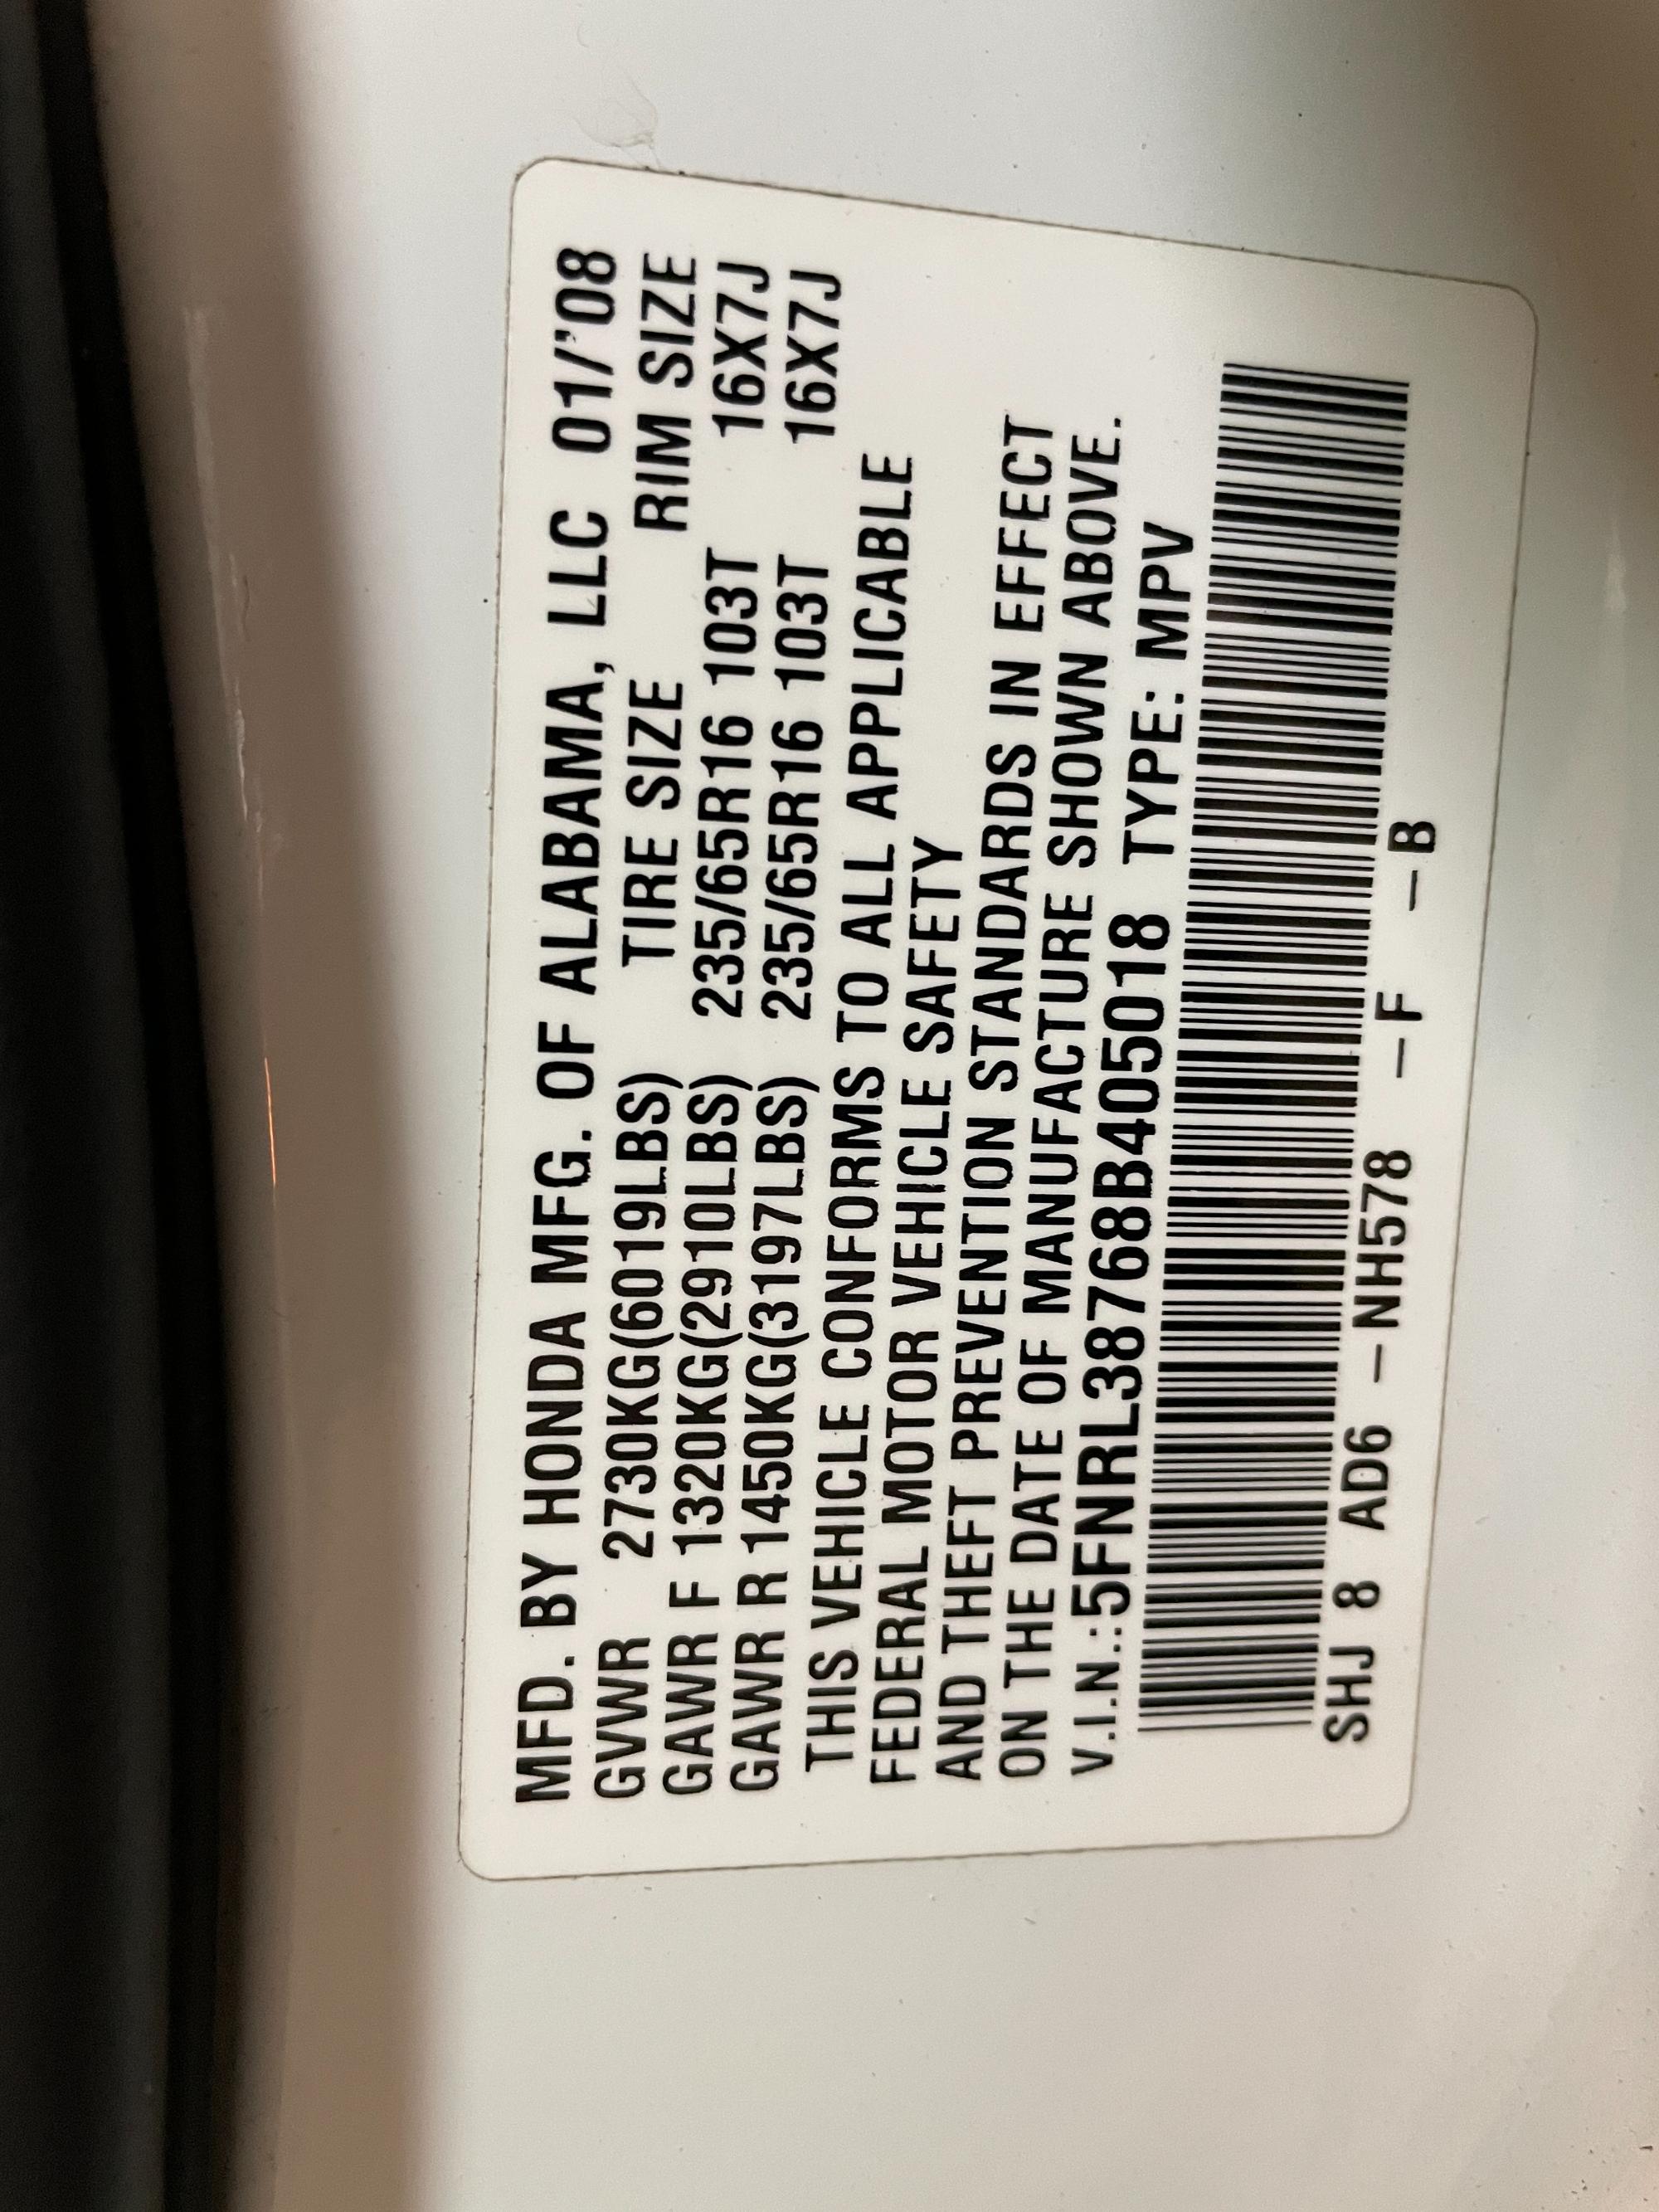 MFD. BY HONDA MFG. OF ALABAMA, LLC 01/'08
GVWR 2730KG(6019LBS) TIRE SIZE RIM SIZE
GAWR F 1320KG(2910LBS) 235/65R16 103T 16X7J
GAWR R 1450KG(3197LBS) 235/65R16 103T 16X7J
THIS VEHICLE CONFORMS TO ALL APPLICABLE
FEDERAL MOTOR VEHICLE SAFETY
AND THEFT PREVENTION STANDARDS IN EFFECT
ON THE DATE OF MANUFACTURE SHOWN ABOVE.
V.I.N.:5FNRL38768B405018 TYPE: MPV
SHJ 8 AD6 –NH578 –F –B